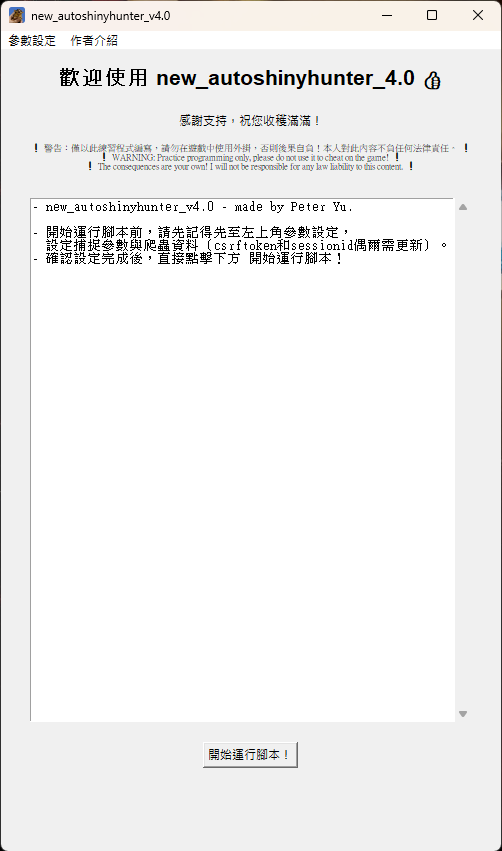 new_autoshinyhunter_v4.0
參數設定 作者介紹
歡迎使用 new_autoshinyhunter_4.0 👍
感謝支持，祝您收穫滿滿！
❗ 警告：僅以此練習程式編寫，請勿在遊戲中使用外掛，否則後果自負！本人對此內容不負任何法律責任。 ❗
❗ WARNING: Practice programming only, please do not use it to cheat on the game! ❗
❗ The consequences are your own! I will not be responsible for any law liability to this content. ❗
- new_autoshinyhunter_v4.0 - made by Peter Yu.
- 開始運行腳本前，請先記得先至左上角參數設定，
設定捕捉參數與爬蟲資料（csrftoken和sessionid偶爾需更新）。
- 確認設定完成後，直接點擊下方 開始運行腳本！
開始運行腳本！